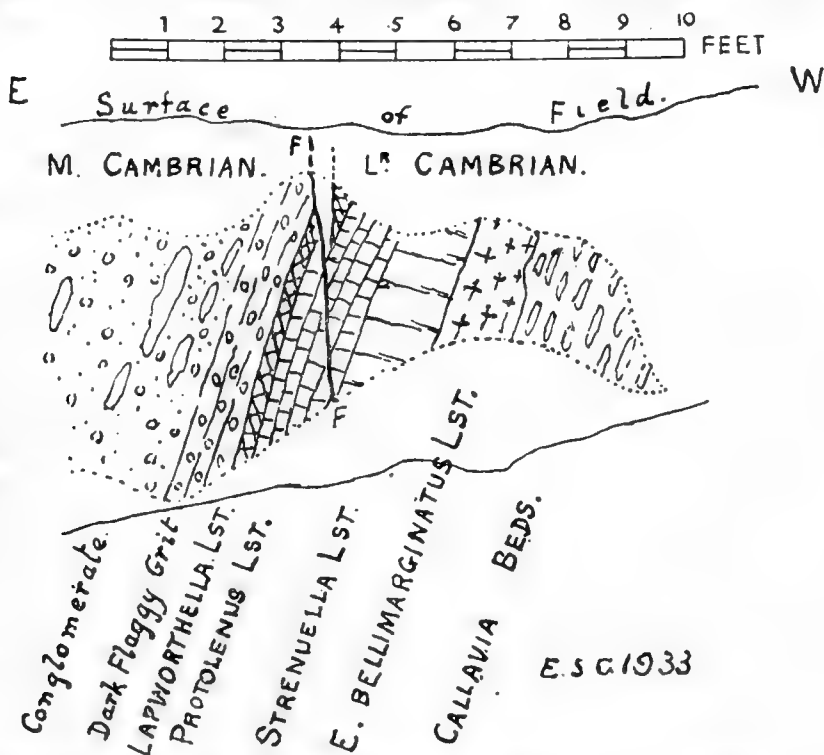 1 2 3 4 5 6 7 8 9 10
FEET
E W
Surface of Field.
F
M. CAMBRIAN. Lᴿ CAMBRIAN.
F
Conglomerate.
Dark Flaggy Grit
LAPWORTHELLA LST.
PROTOLENUS LST.
STRENUELLA LST.
E. BELLIMARGINATUS LST.
CALLAVIA BEDS.
E.S.C. 1933